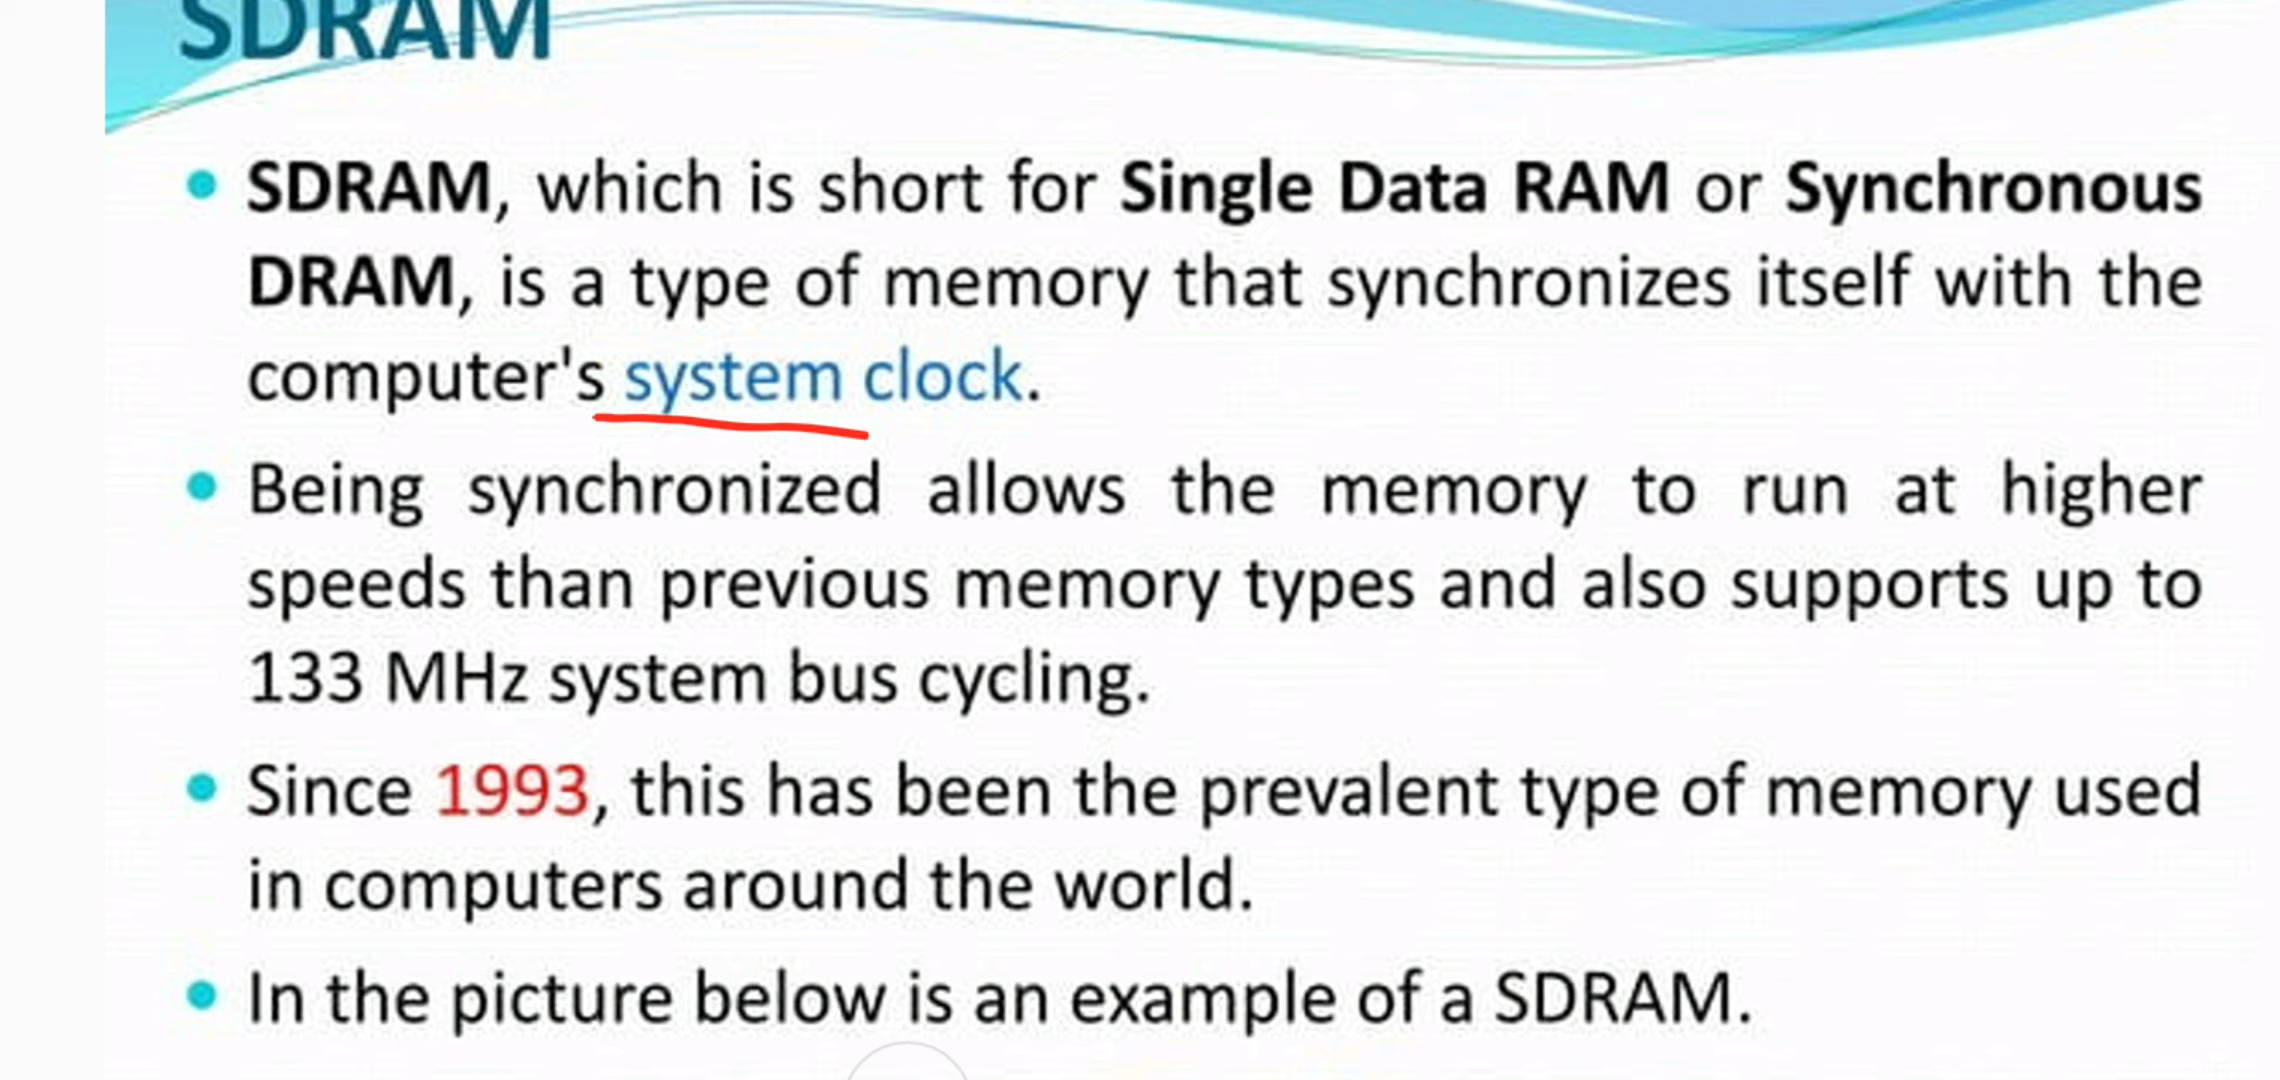 SDRAM
SDRAM, which is short for Single Data RAM or Synchronous
DRAM, is a type of memory that synchronizes itself with the
computer's system clock.
Being synchronized allows the memory to run at higher
speeds than previous memory types and also supports up to
133 MHz system bus cycling.
Since 1993, this has been the prevalent type of memory used
in computers around the world.
In the picture below is an example of a SDRAM.